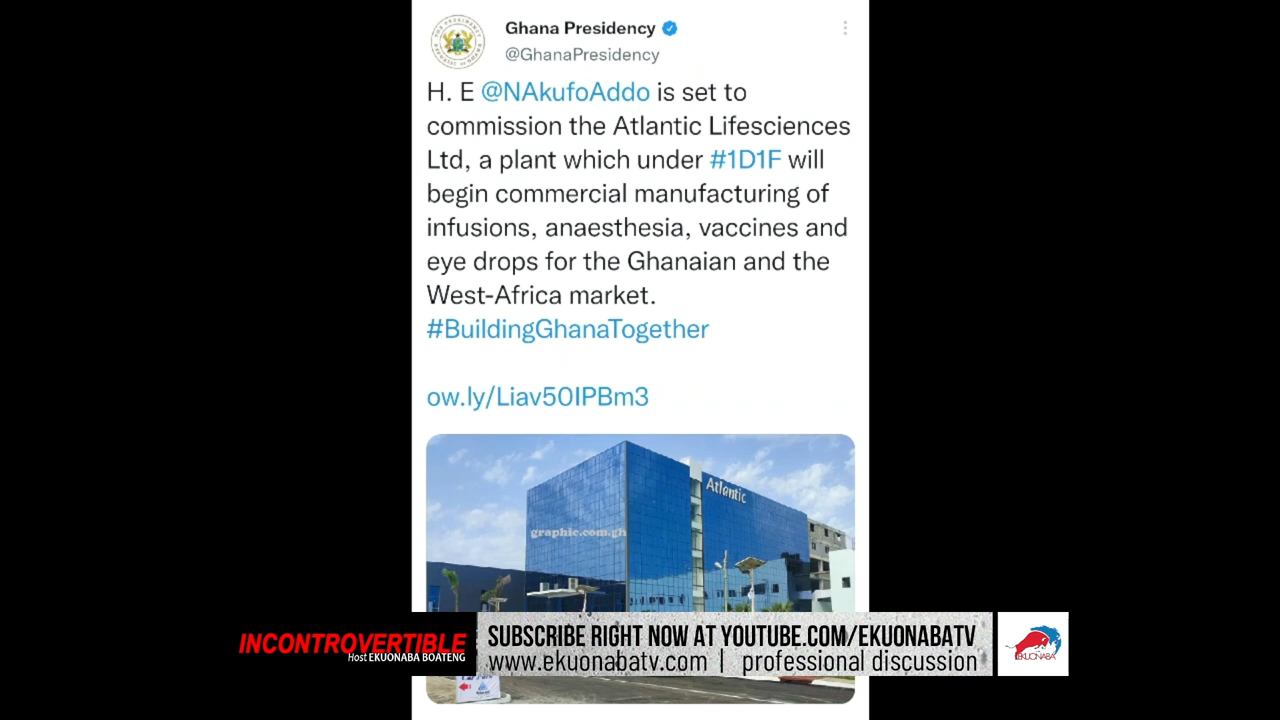 Ghana Presidency
@GhanaPresidency
H. E @NAkufoAddo is set to
commission the Atlantic Lifesciences
Ltd, a plant which under #1D1F will
begin commercial manufacturing of
infusions, anaesthesia, vaccines and
eye drops for the Ghanaian and the
West-Africa market.
#BuildingGhanaTogether
ow.ly/Liav50IPBm3
Atlantic
graphic.com.gh
INCONTROVERTIBLE
Host EKUONABA BOATENG
SUBSCRIBE RIGHT NOW AT YOUTUBE.COM/EKUONABATV
www.ekuonabatv.com | professional discussion
EKUONABA